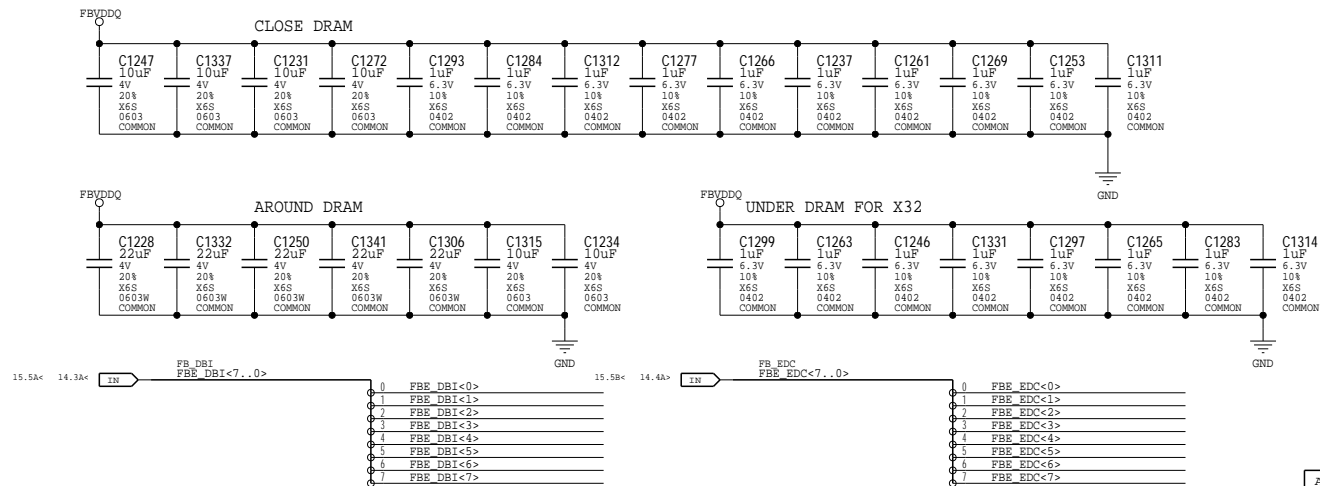 FBVDDQ
CLOSE DRAM
C1247 C1337 C1231 C1272 C1293 C1284 C1312 C1277 C1266 C1237 C1261 C1269 C1253 C1311
10uF 10uF 10uF 10uF 1uF 1uF 1uF 1uF 1uF 1uF 1uF 1uF 1uF 1uF
4V 4V 4V 4V 6.3V 6.3V 6.3V 6.3V 6.3V 6.3V 6.3V 6.3V 6.3V 6.3V
20% 20% 20% 20% 10% 10% 10% 10% 10% 10% 10% 10% 10% 10%
X6S X6S X6S X6S X6S X6S X6S X6S X6S X6S X6S X6S X6S X6S
0603 0603 0603 0603 0402 0402 0402 0402 0402 0402 0402 0402 0402 0402
COMMON COMMON COMMON COMMON COMMON COMMON COMMON COMMON COMMON COMMON COMMON COMMON COMMON COMMON
GND
FBVDDQ
AROUND DRAM
C1228 C1332 C1250 C1341 C1306 C1315 C1234
22uF 22uF 22uF 22uF 22uF 10uF 10uF
4V 4V 4V 4V 4V 4V 4V
20% 20% 20% 20% 20% 20% 20%
X6S X6S X6S X6S X6S X6S X6S
0603W 0603W 0603W 0603W 0603W 0603 0603
COMMON COMMON COMMON COMMON COMMON COMMON COMMON
GND
FBVDDQ
UNDER DRAM FOR X32
C1299 C1263 C1246 C1331 C1297 C1265 C1283 C1314
1uF 1uF 1uF 1uF 1uF 1uF 1uF 1uF
6.3V 6.3V 6.3V 6.3V 6.3V 6.3V 6.3V 6.3V
10% 10% 10% 10% 10% 10% 10% 10%
X6S X6S X6S X6S X6S X6S X6S X6S
0402 0402 0402 0402 0402 0402 0402 0402
COMMON COMMON COMMON COMMON COMMON COMMON COMMON COMMON
GND
FB_DBI
15.5A< 14.3A< IN FBE_DBI<7..0>
0 FBE_DBI<0>
1 FBE_DBI<1>
2 FBE_DBI<2>
3 FBE_DBI<3>
4 FBE_DBI<4>
5 FBE_DBI<5>
6 FBE_DBI<6>
7 FBE_DBI<7>
FB_EDC
15.5B< 14.4A> IN FBE_EDC<7..0>
0 FBE_EDC<0>
1 FBE_EDC<1>
2 FBE_EDC<2>
3 FBE_EDC<3>
4 FBE_EDC<4>
5 FBE_EDC<5>
6 FBE_EDC<6>
7 FBE_EDC<7>